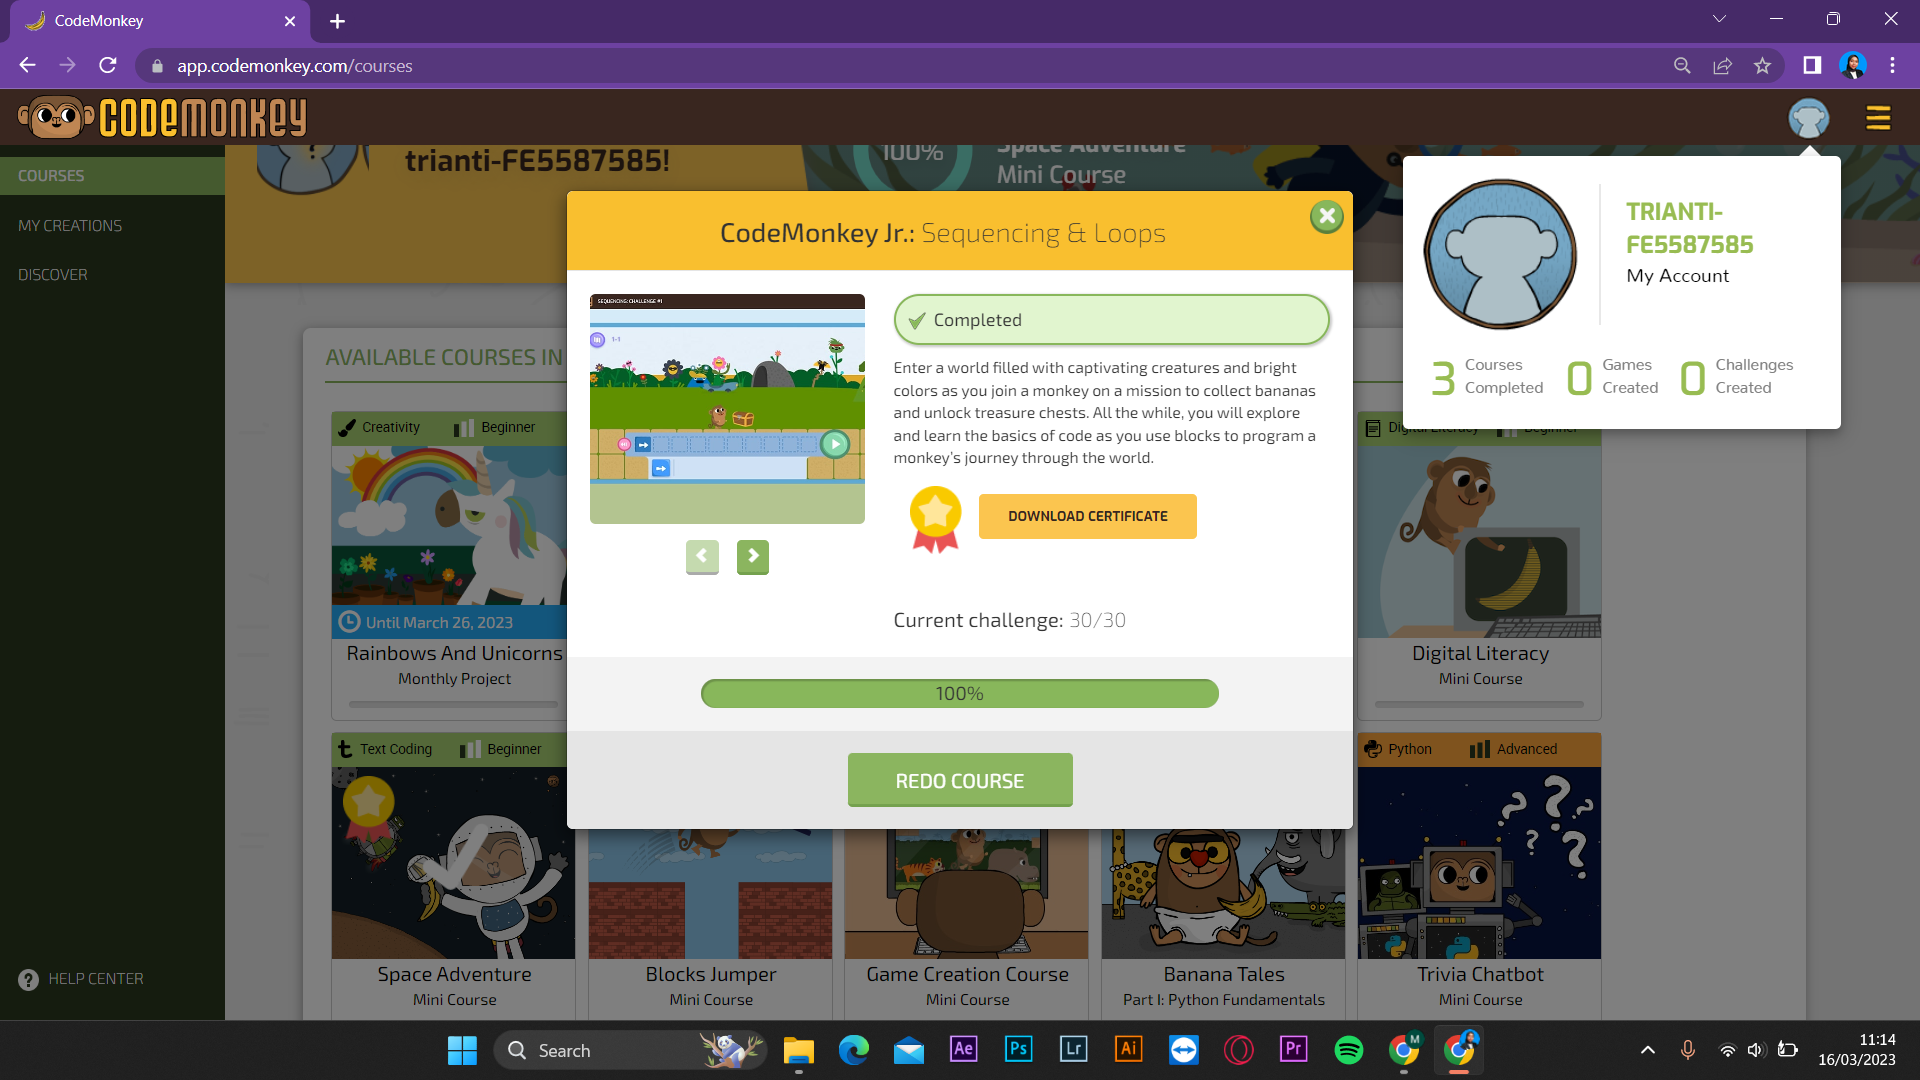 CodeMonkey
app.codemonkey.com/courses
CODEMONKEY
COURSES
MY CREATIONS
DISCOVER
HELP CENTER
trianti-FE5587585!
100%
Space Adventure
Mini Course
TRIANTI-
FE5587585
My Account
3 Courses Completed
0 Games Created
0 Challenges Created
AVAILABLE COURSES IN
CodeMonkey Jr.: Sequencing & Loops
SEQUENCING: CHALLENGE #1
1-1
Completed
Enter a world filled with captivating creatures and bright
colors as you join a monkey on a mission to collect bananas
and unlock treasure chests. All the while, you will explore
and learn the basics of code as you use blocks to program a
monkey's journey through the world.
DOWNLOAD CERTIFICATE
Current challenge: 30/30
100%
REDO COURSE
Creativity Beginner
Until March 26, 2023
Rainbows And Unicorns
Monthly Project
Digital Literacy Beginner
Digital Literacy
Mini Course
Text Coding Beginner
Space Adventure
Mini Course
Blocks Jumper
Mini Course
Game Creation Course
Mini Course
Banana Tales
Part I: Python Fundamentals
Python Advanced
? ? ? ? ?
Trivia Chatbot
Mini Course
Search
Ae
Ps
Lr
Ai
Pr
M
11:14
16/03/2023